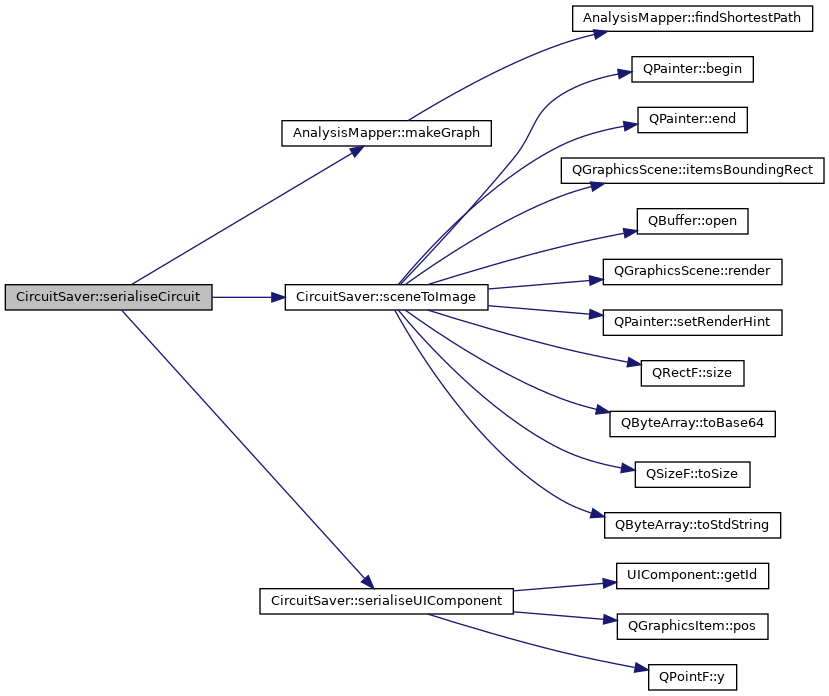 AnalysisMapper::findShortestPath
QPainter::begin
QPainter::end
AnalysisMapper::makeGraph
QGraphicsScene::itemsBoundingRect
QBuffer::open
QGraphicsScene::render
CircuitSaver::serialiseCircuit
CircuitSaver::sceneToImage
QPainter::setRenderHint
QRectF::size
QByteArray::toBase64
QSizeF::toSize
QByteArray::toStdString
UIComponent::getId
CircuitSaver::serialiseUIComponent
QGraphicsItem::pos
QPointF::y